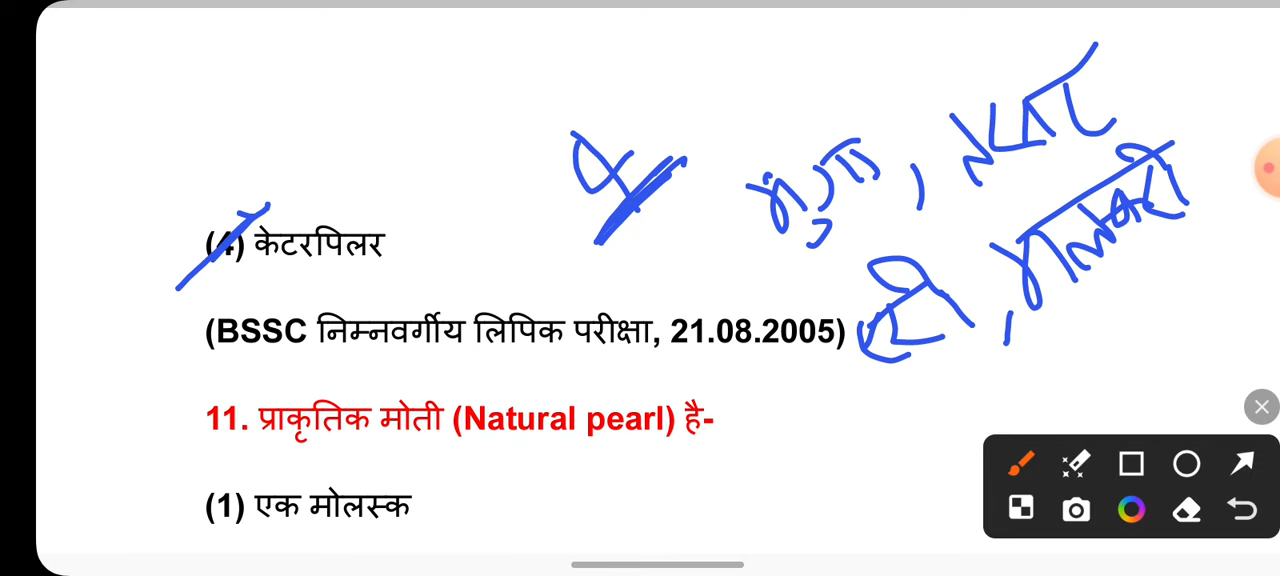 (4) केटरपिलर
(BSSC निम्नवर्गीय लिपिक परीक्षा, 21.08.2005)
11. प्राकृतिक मोती (Natural pearl) है-
(1) एक मोलस्क